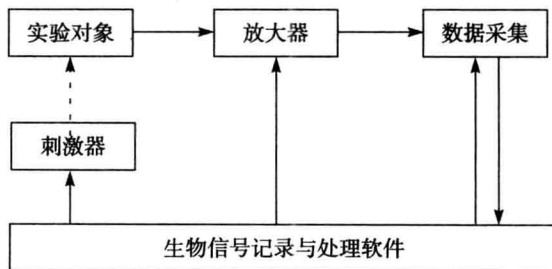 实验对象
放大器
数据采集
刺激器
生物信号记录与处理软件